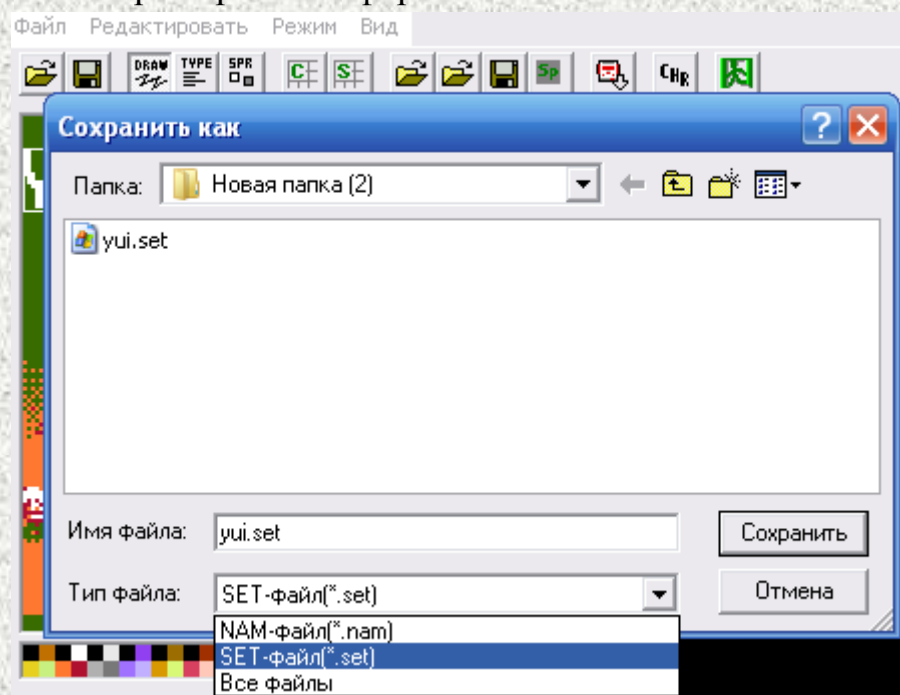 Файл Редактировать Режим Вид
DRAW TYPE SPR C S Sp CHR
Сохранить как
Папка: Новая папка (2)
yui.set
Имя файла: yui.set Сохранить
Тип файла: SET-файл(*.set) Отмена
NAM-файл(*.nam)
SET-файл(*.set)
Все файлы